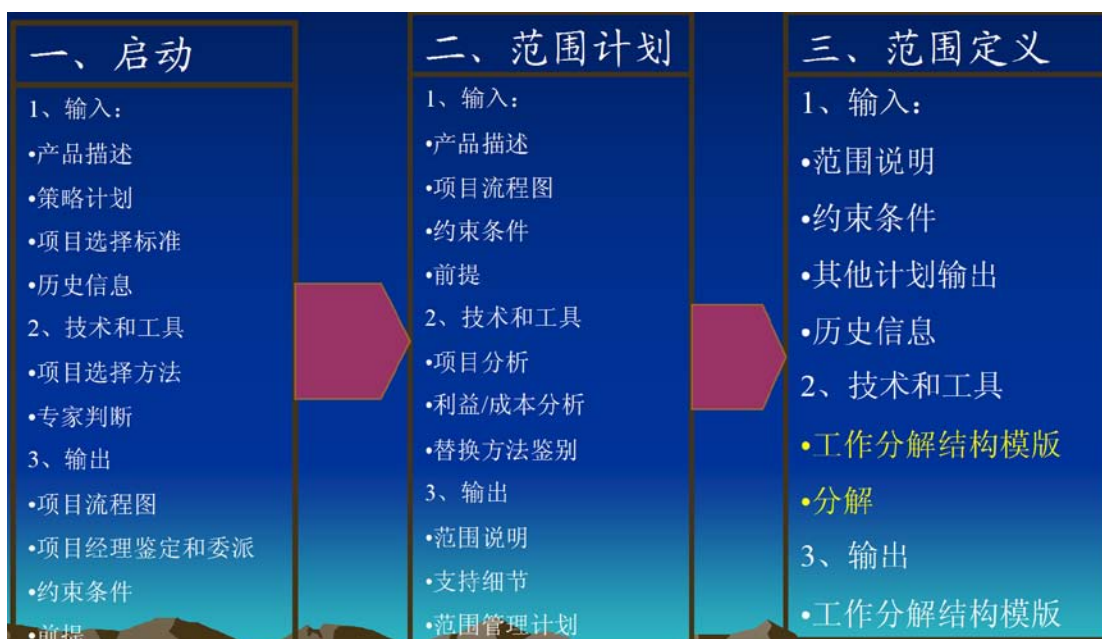 一、启动
1、输入：
•产品描述
•策略计划
•项目选择标准
•历史信息
2、技术和工具
•项目选择方法
•专家判断
3、输出
•项目流程图
•项目经理鉴定和委派
•约束条件
•前提
二、范围计划
1、输入：
•产品描述
•项目流程图
•约束条件
•前提
2、技术和工具
•项目分析
•利益/成本分析
•替换方法鉴别
3、输出
•范围说明
•支持细节
•范围管理计划
三、范围定义
1、输入：
•范围说明
•约束条件
•其他计划输出
•历史信息
2、技术和工具
•工作分解结构模版
•分解
3、输出
•工作分解结构模版